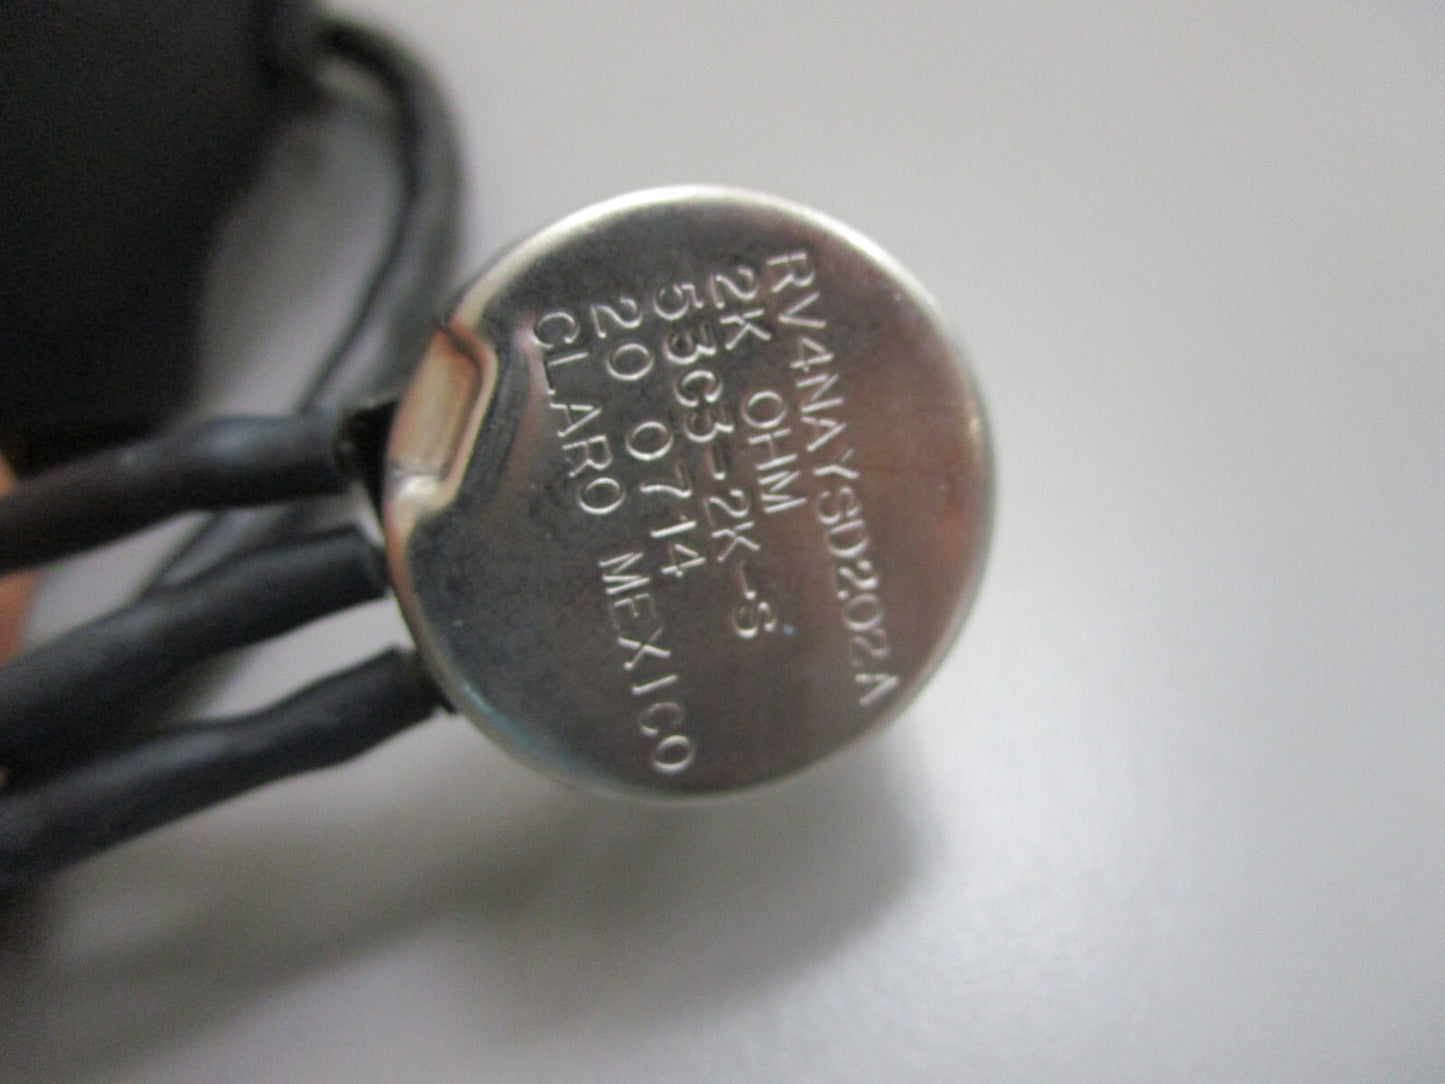 RV4NAYSD202A
2K OHM
53C3-2K-S
20 0714
CLARO MEXICO